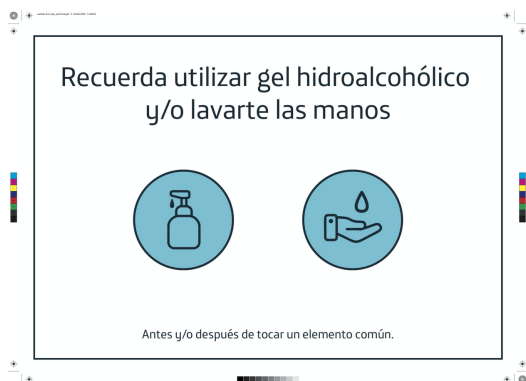 Recuerda utilizar gel hidroalcohólico
y/o lavarte las manos
Antes y/o después de tocar un elemento común.